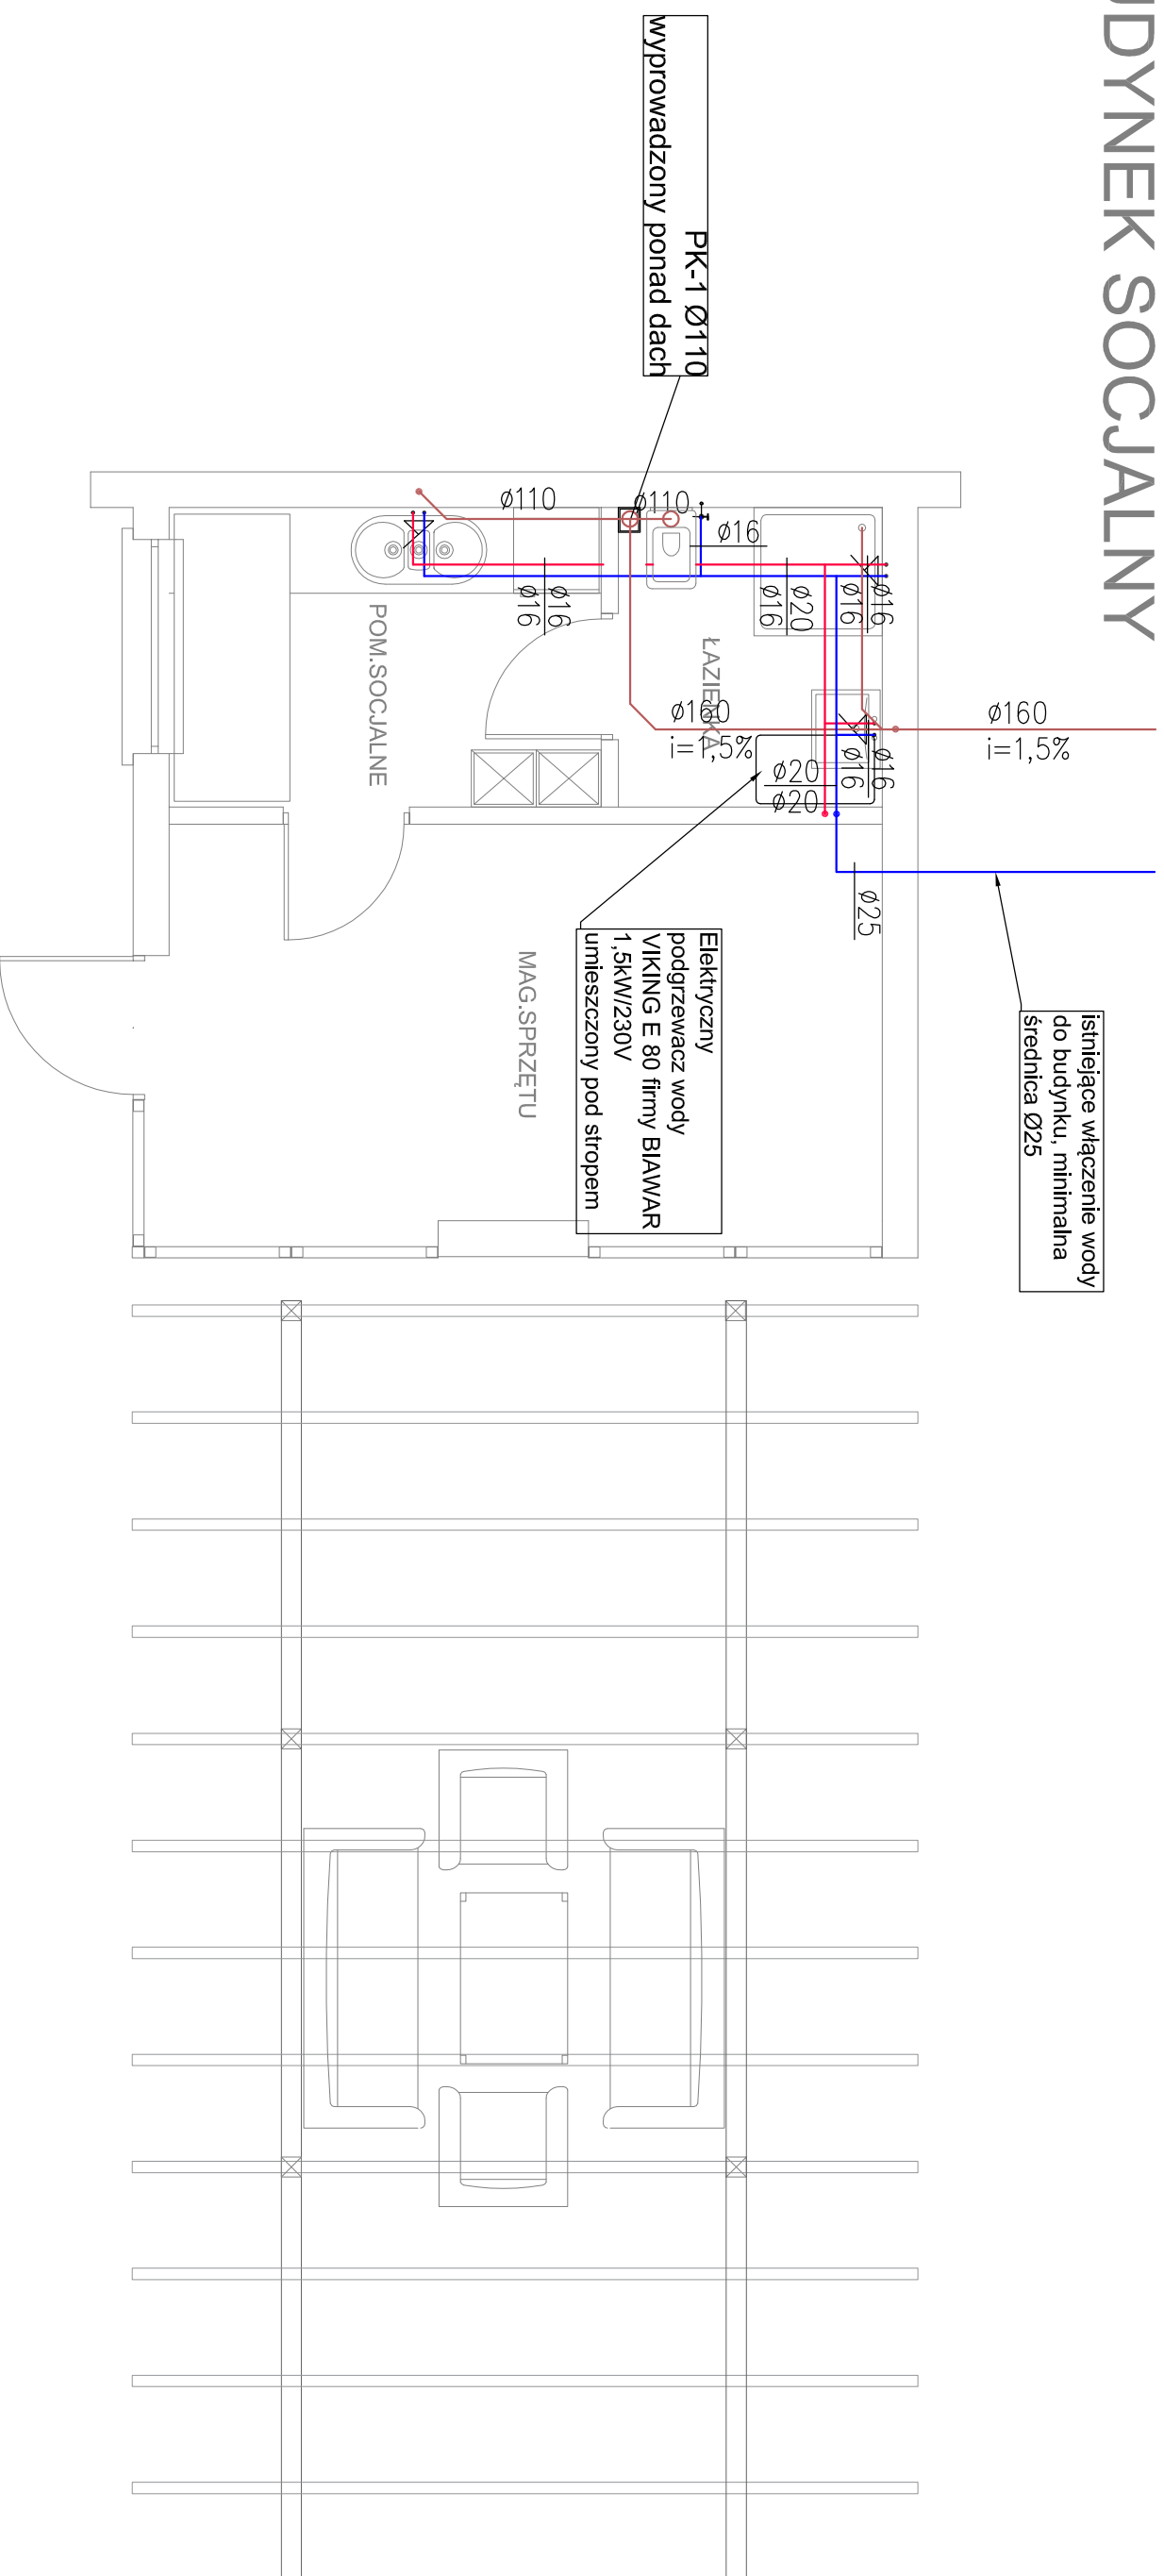 UDYNEK SOCJALNY
PK-1 Ø110
wyprowadzony ponad dach
ø110
ø110
ø16
ø16
ø16
ø20
ø16
ø16
ø16
POM.SOCJALNE
ŁAZIENKA
ø160
i=1,5%
ø160
i=1,5%
ø16
ø16
ø20
ø20
ø25
Elektryczny
podgrzewacz wody
VIKING E 80 firmy BIAWAR
1,5kW/230V
umieszczony pod stropem
MAG.SPRZĘTU
istniejące włączenie wody
do budynku, minimalna
średnica Ø25